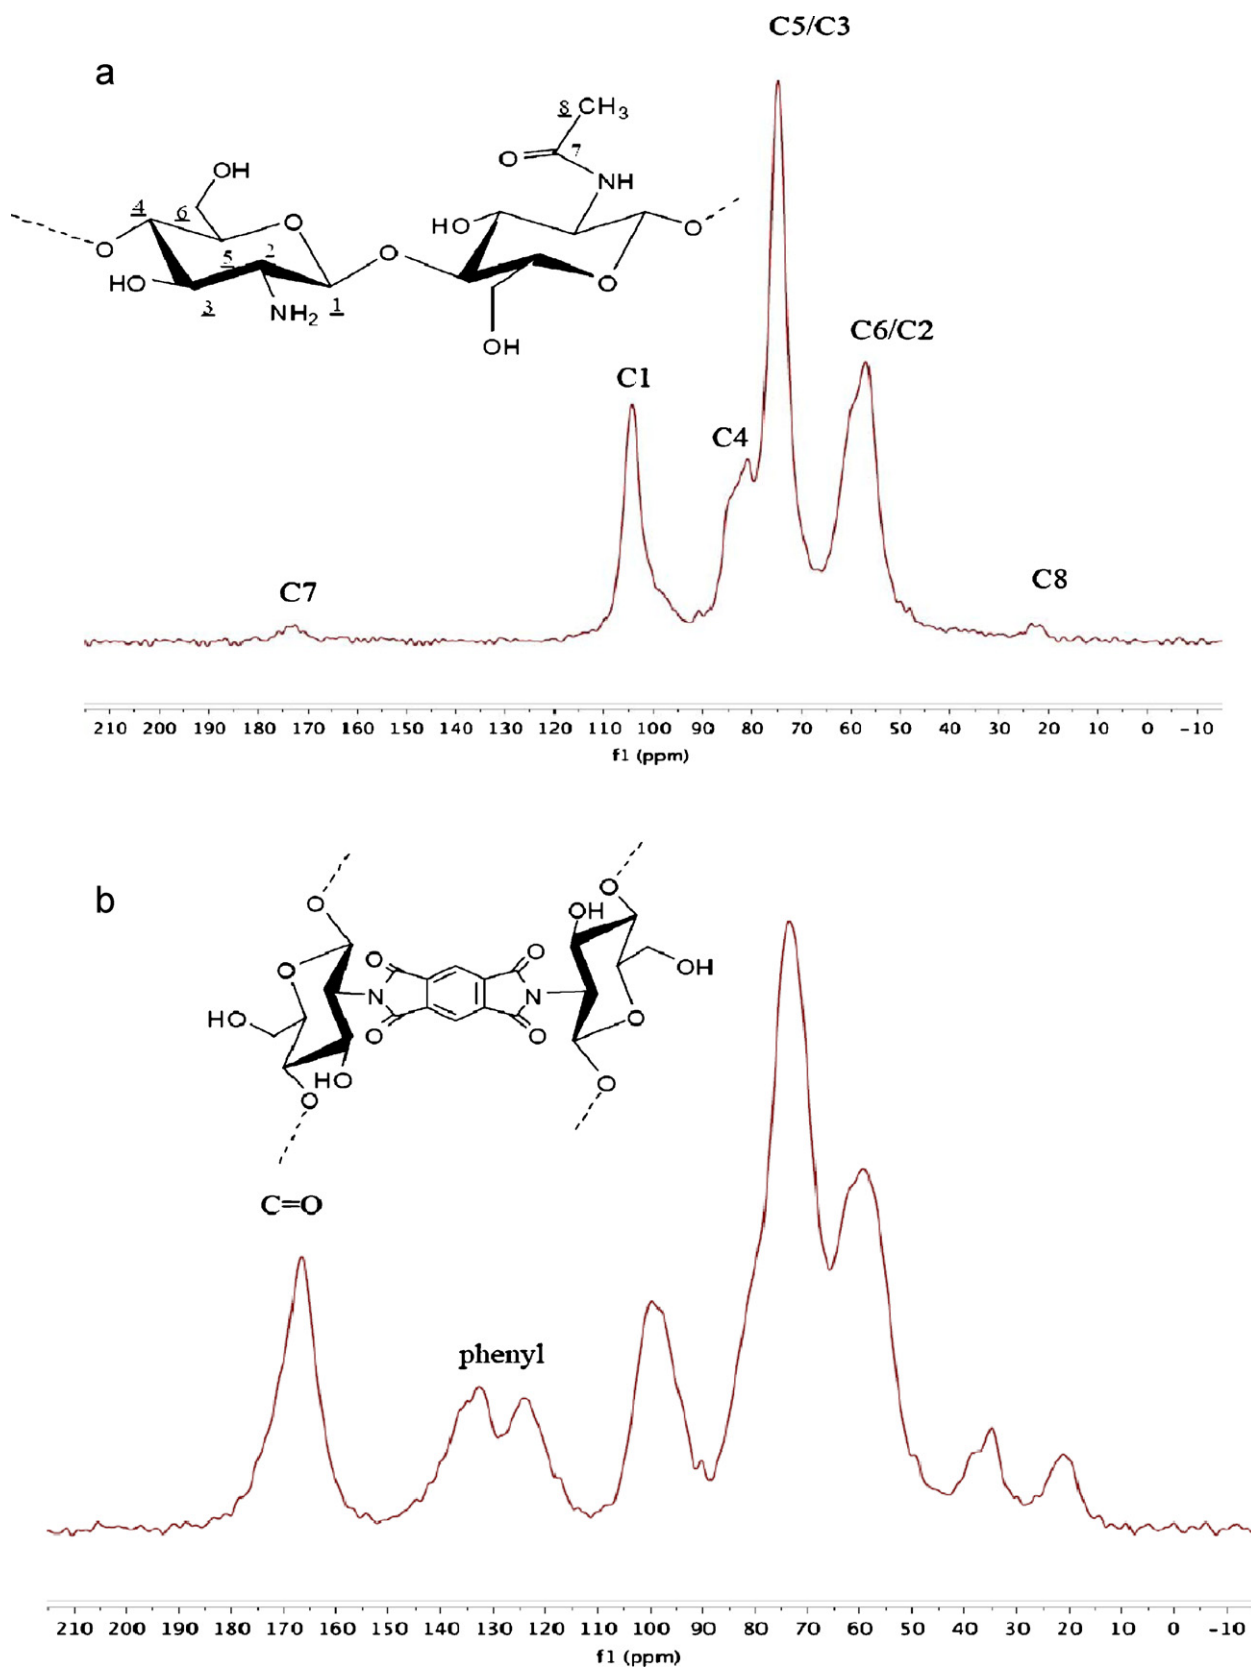 C5/C3
a
8 CH3
O 7
OH NH
4 6 O HO O
O 5 2 O O
HO 3 NH2 1
OH
C6/C2
C1
C4
C7
C8
210 200 190 180 170 160 150 140 130 120 110 100 90 80 70 60 50 40 30 20 10 0 -10
f1 (ppm)
b
O O
OH
O O O OH
N N
HO O O O
HO
O O
C=O
phenyl
210 200 190 180 170 160 150 140 130 120 110 100 90 80 70 60 50 40 30 20 10 0 -10
f1 (ppm)